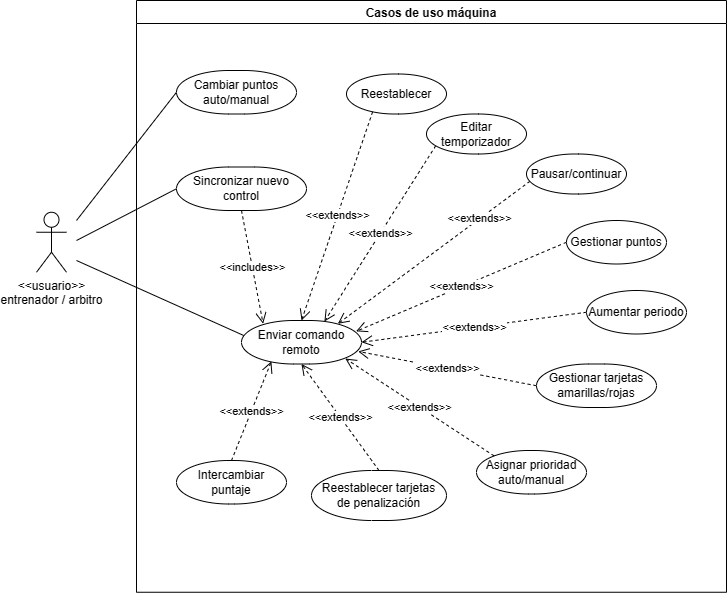 Casos de uso máquina
Cambiar puntos
auto/manual
Reestablecer
Editar
temporizador
Pausar/continuar
Sincronizar nuevo
control
<<extends>>
<<extends>>
<<extends>>
Gestionar puntos
<<includes>>
<<usuario>>
entrenador / arbitro
<<extends>>
Aumentar periodo
<<extends>>
Enviar comando
remoto
<<extends>>
Gestionar tarjetas
amarillas/rojas
<<extends>>
<<extends>>
<<extends>>
Intercambiar
puntaje
Reestablecer tarjetas
de penalización
Asignar prioridad
auto/manual